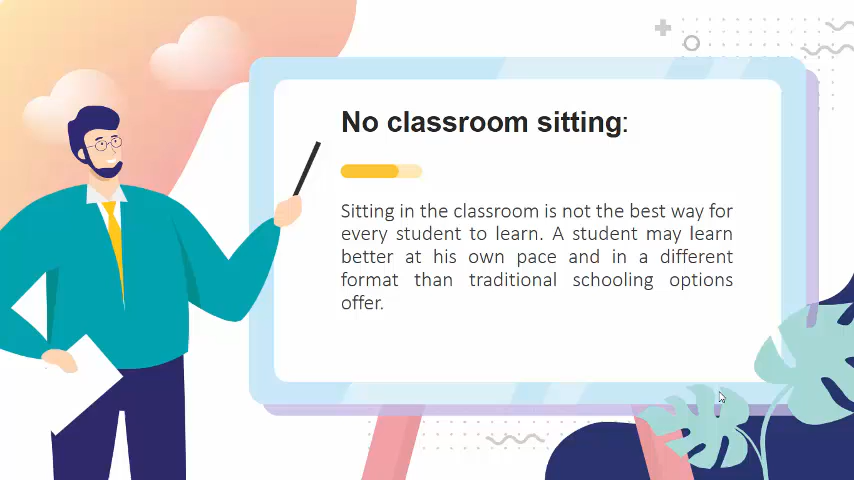 No classroom sitting:
Sitting in the classroom is not the best way for
every student to learn. A student may learn
better at his own pace and in a different
format than traditional schooling options
offer.